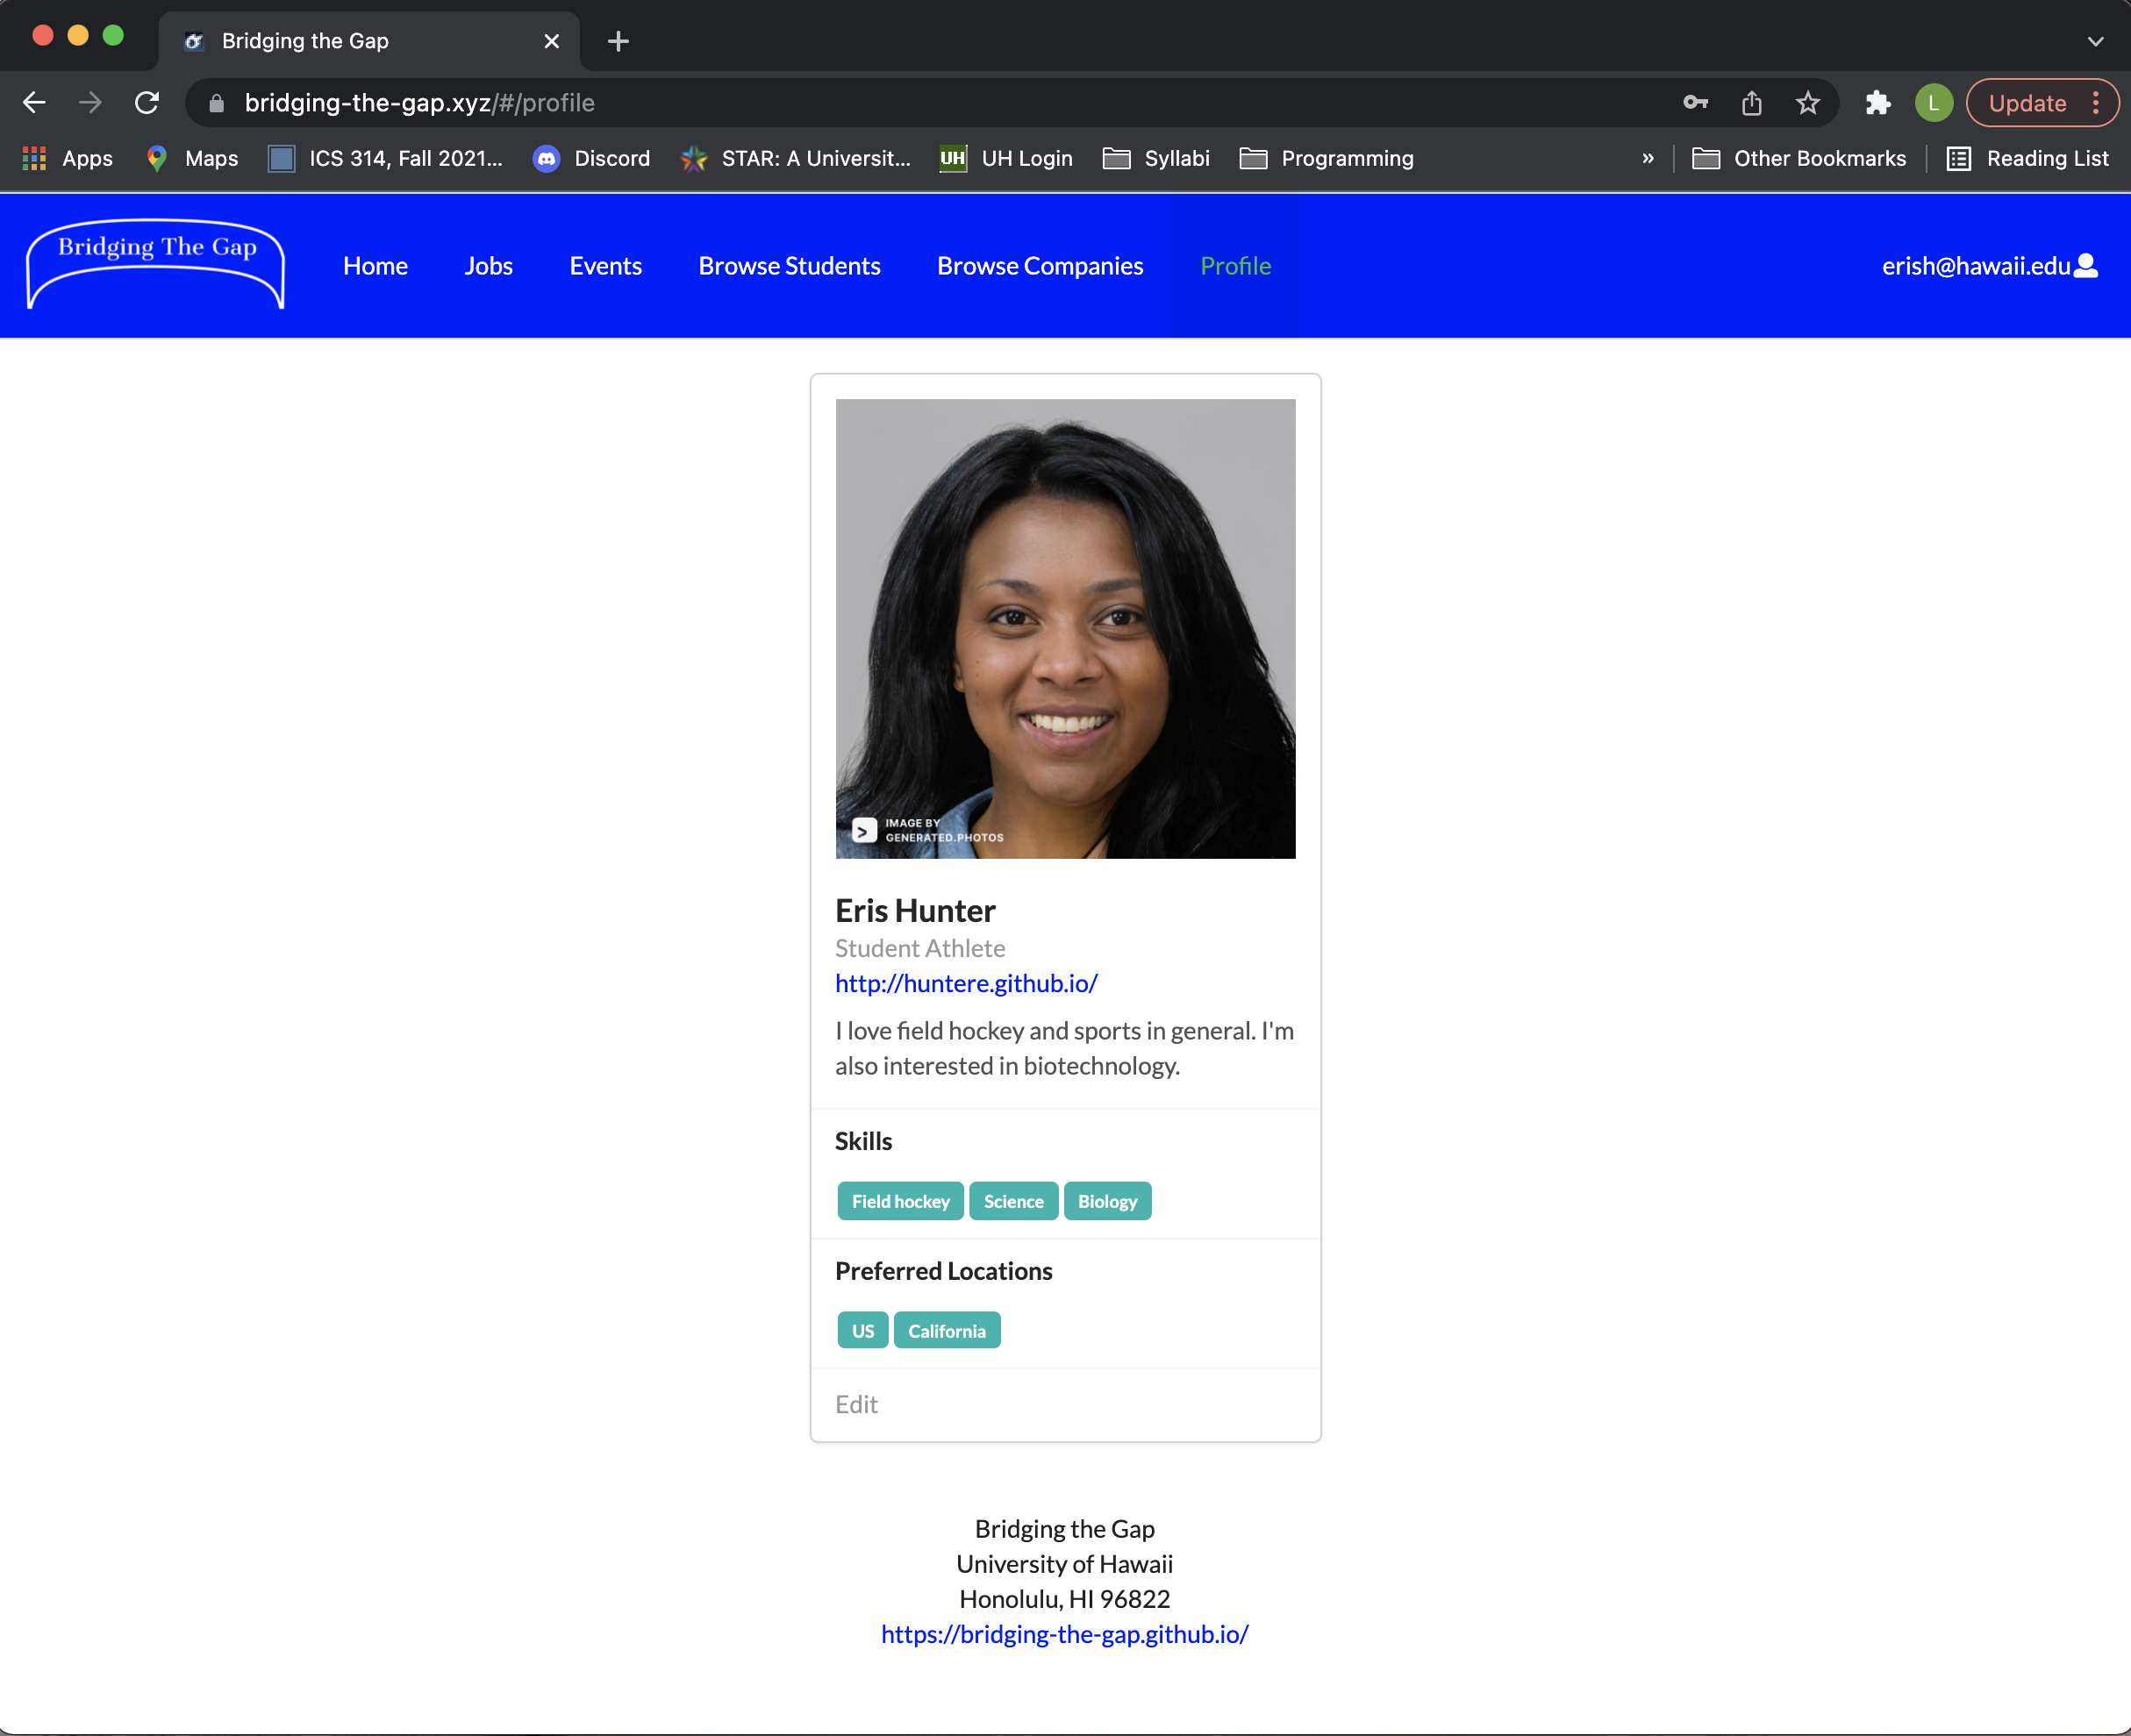 Bridging the Gap
bridging-the-gap.xyz/#/profile
L
Update
Apps
Maps
ICS 314, Fall 2021...
Discord
STAR: A Universit...
UH
UH Login
Syllabi
Programming
»
Other Bookmarks
Reading List
Bridging The Gap
Home
Jobs
Events
Browse Students
Browse Companies
Profile
erish@hawaii.edu
IMAGE BY
GENERATED.PHOTOS
Eris Hunter
Student Athlete
http://huntere.github.io/
I love field hockey and sports in general. I'm
also interested in biotechnology.
Skills
Field hockey Science Biology
Preferred Locations
US California
Edit
Bridging the Gap
University of Hawaii
Honolulu, HI 96822
https://bridging-the-gap.github.io/